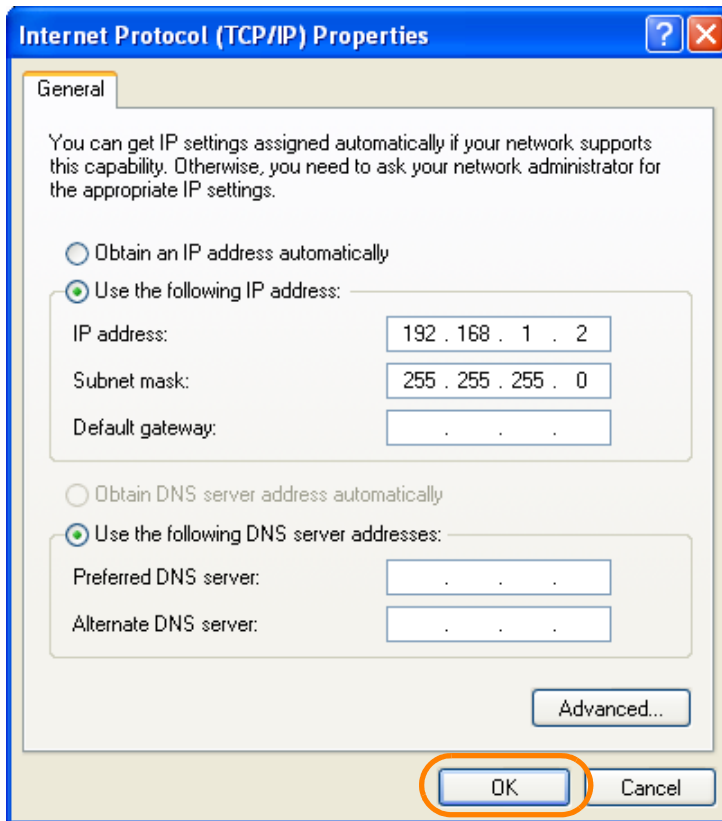 Internet Protocol (TCP/IP) Properties
General
You can get IP settings assigned automatically if your network supports
this capability. Otherwise, you need to ask your network administrator for
the appropriate IP settings.
Obtain an IP address automatically
Use the following IP address:
IP address: 192 . 168 . 1 . 2
Subnet mask: 255 . 255 . 255 . 0
Default gateway: . . .
Obtain DNS server address automatically
Use the following DNS server addresses:
Preferred DNS server: . . .
Alternate DNS server: . . .
Advanced...
OK Cancel